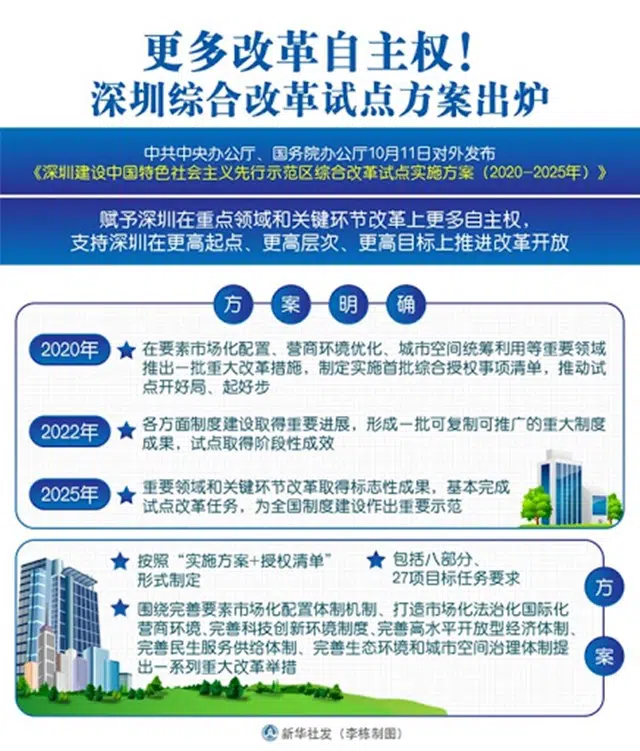 更多改革自主权！
深圳综合改革试点方案出炉
中共中央办公厅、国务院办公厅10月11日对外发布
《深圳建设中国特色社会主义先行示范区综合改革试点实施方案（2020-2025年）》
赋予深圳在重点领域和关键环节改革上更多自主权，
支持深圳在更高起点、更高层次、更高目标上推进改革开放
方案明确
2020年
在要素市场化配置、营商环境优化、城市空间统筹利用等重要领域
推出一批重大改革措施，制定实施首批综合授权事项清单，推动试
点开好局、起好步
2022年
各方面制度建设取得重要进展，形成一批可复制可推广的重大制度
成果，试点取得阶段性成效
2025年
重要领域和关键环节改革取得标志性成果，基本完成
试点改革任务，为全国制度建设作出重要示范
按照“实施方案+授权清单”
形式制定
包括八部分、
27项目标任务要求
围绕完善要素市场化配置体制机制、打造市场化法治化国际化
营商环境、完善科技创新环境制度、完善高水平开放型经济体制、
完善民生服务供给体制、完善生态环境和城市空间治理体制提
出一系列重大改革举措
方
案
新华社发（李栋制图）